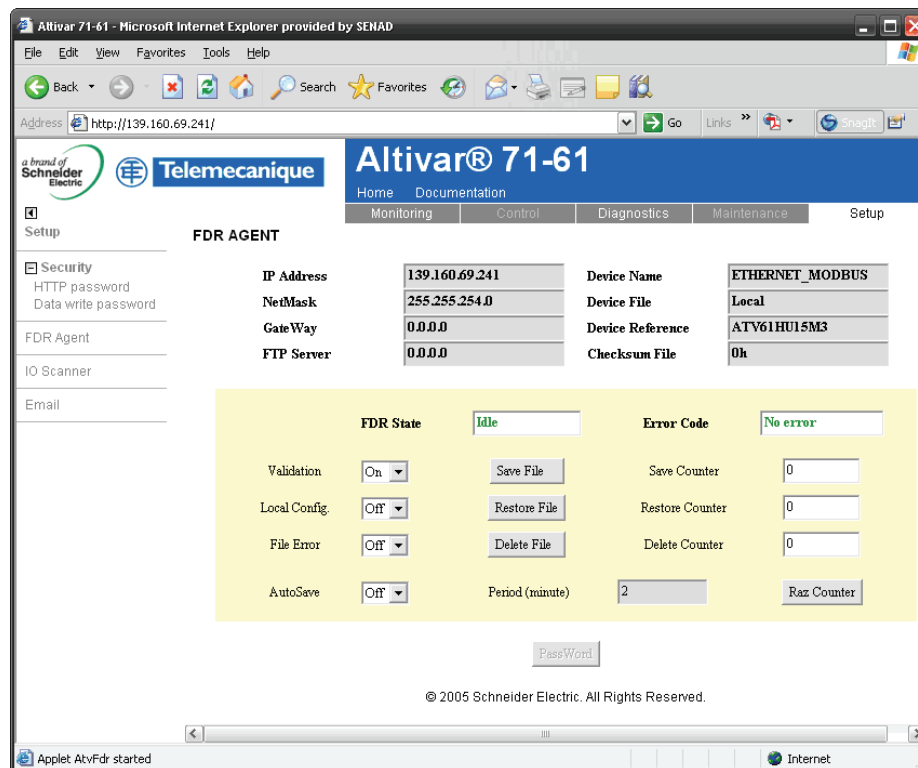 Altivar 71-61 - Microsoft Internet Explorer provided by SENAD
File Edit View Favorites Tools Help
Back Search Favorites
Address http://139.160.69.241/ Go Links » SnagIt
a brand of
Schneider
Electric
Telemecanique
Altivar® 71-61
Home Documentation
Monitoring Control Diagnostics Maintenance Setup
Setup
Security
HTTP password
Data write password
FDR Agent
IO Scanner
Email
FDR AGENT
IP Address 139.160.69.241 Device Name ETHERNET_MODBUS
NetMask 255.255.254.0 Device File Local
GateWay 0.0.0.0 Device Reference ATV61HU15M3
FTP Server 0.0.0.0 Checksum File 0h
FDR State Idle Error Code No error
Validation On Save File Save Counter 0
Local Config. Off Restore File Restore Counter 0
File Error Off Delete File Delete Counter 0
AutoSave Off Period (minute) 2 Raz Counter
PassWord
© 2005 Schneider Electric. All Rights Reserved.
Applet AtvFdr started Internet